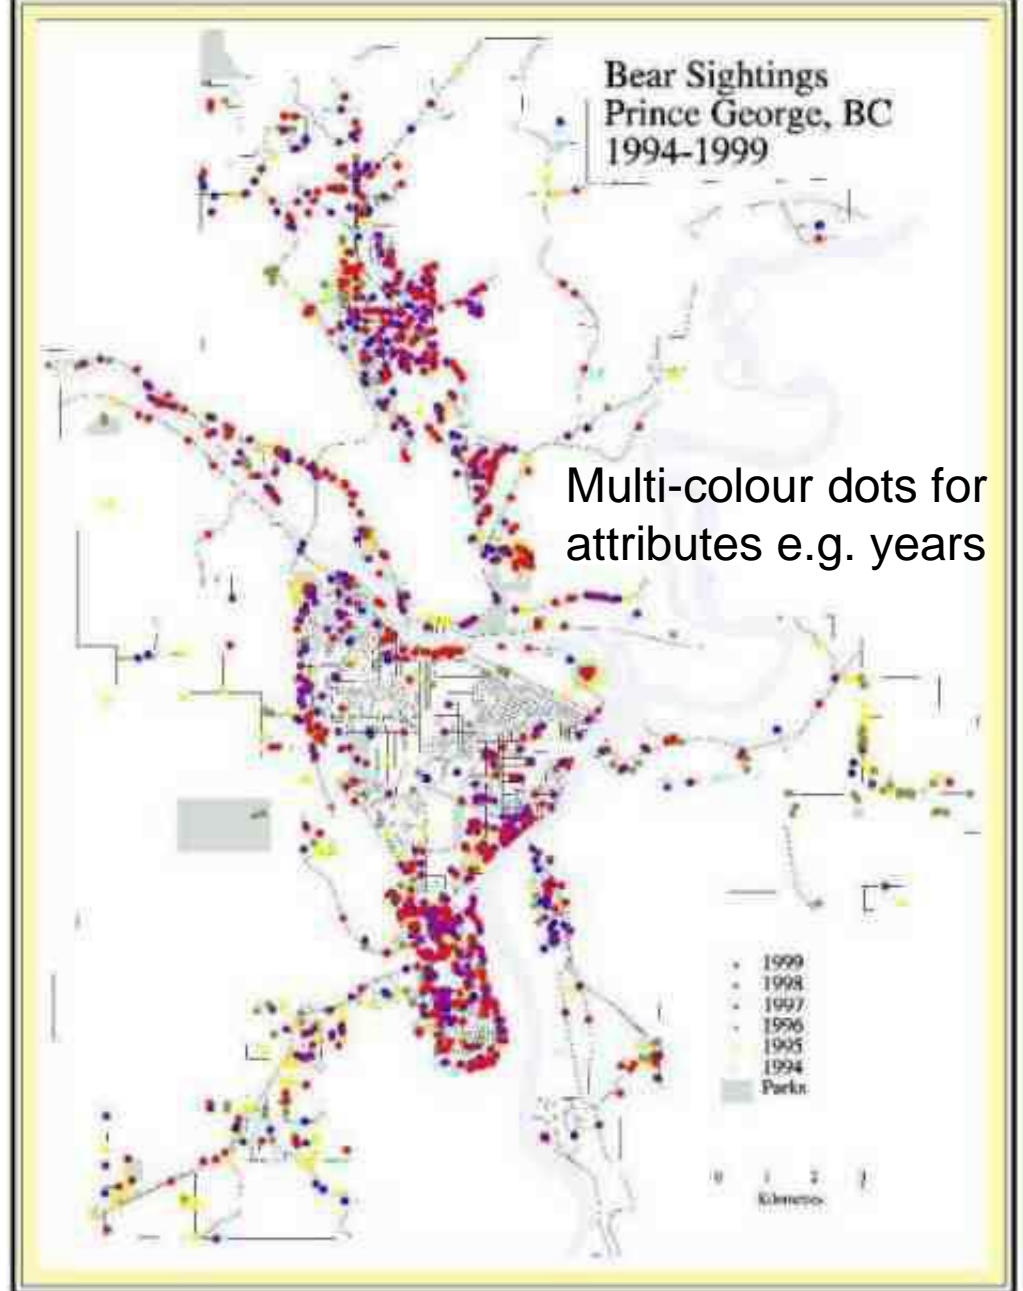 Bear Sightings
Prince George, BC
1994-1999
Multi-colour dots for
attributes e.g. years
1999
1998
1997
1996
1995
1994
Parks
0 1 2 3
Kilometres